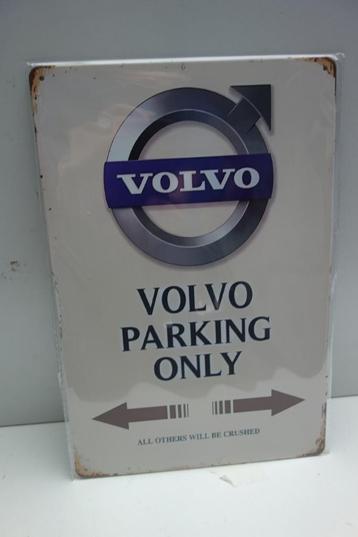 VOLVO
VOLVO
PARKING
ONLY
ALL OTHERS WILL BE CRUSHED